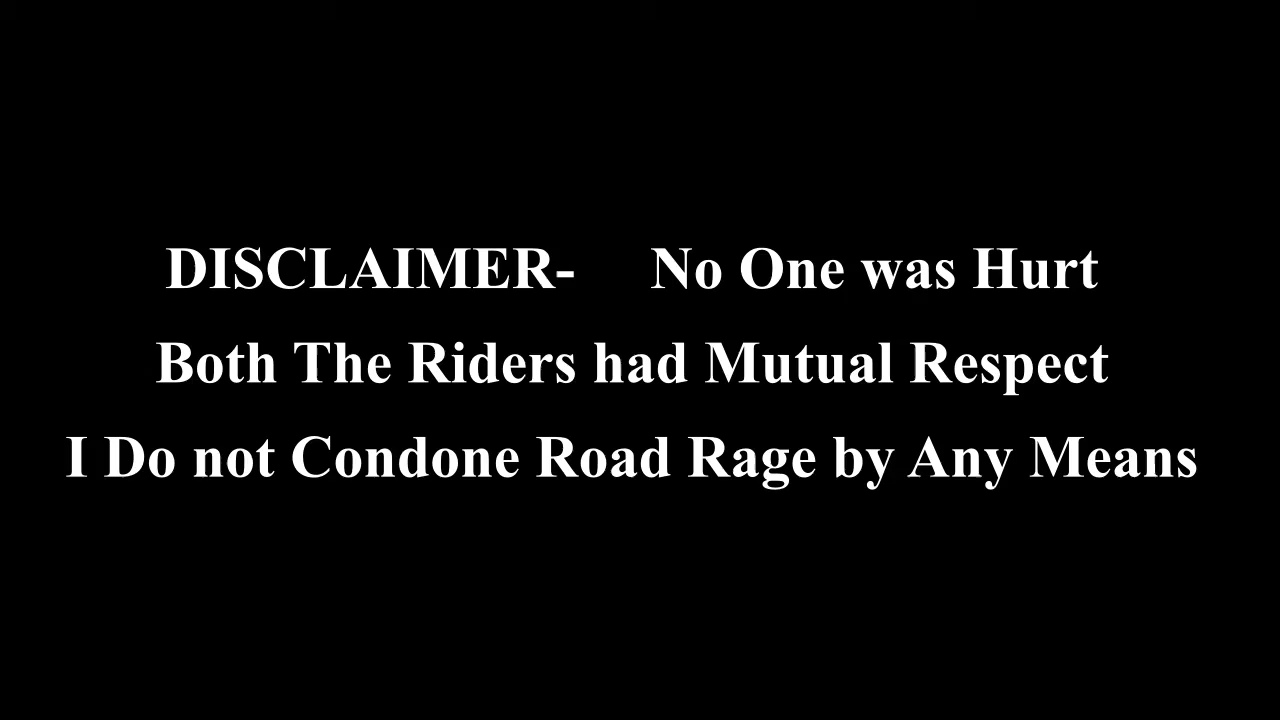 DISCLAIMER- No One was Hurt
Both The Riders had Mutual Respect
I Do not Condone Road Rage by Any Means